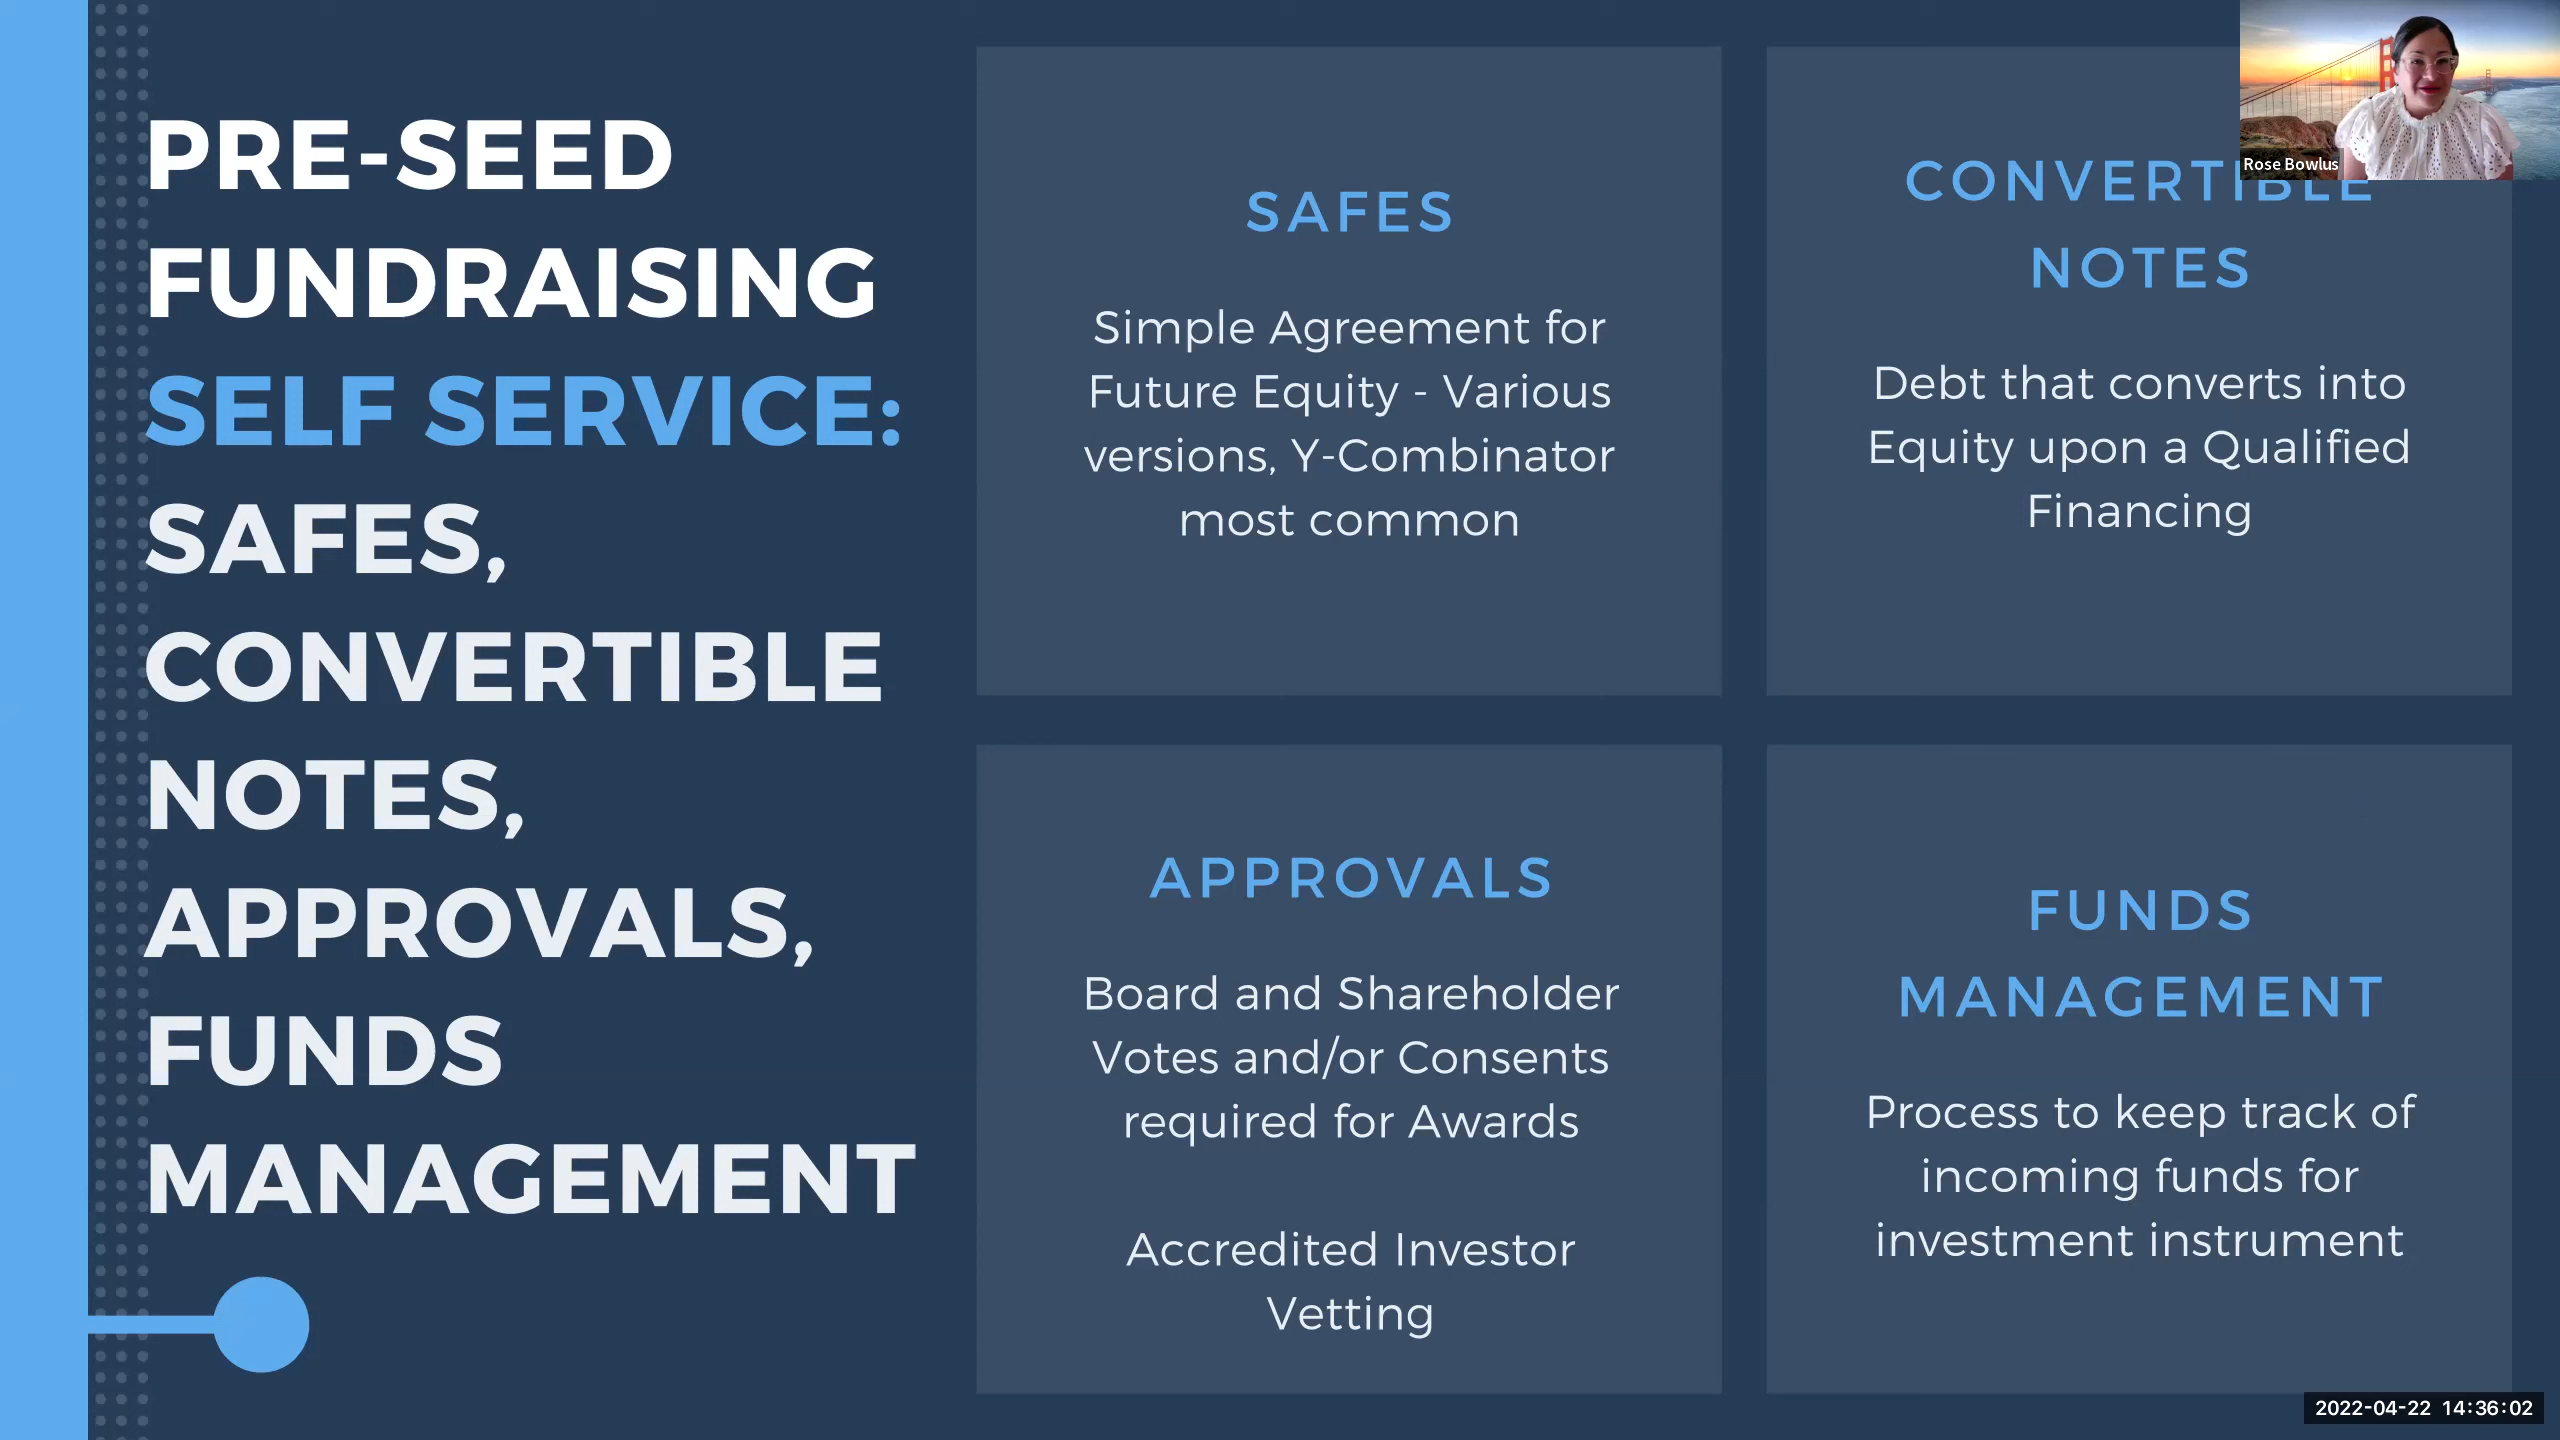 PRE-SEED
FUNDRAISING
SELF SERVICE:
SAFES,
CONVERTIBLE
NOTES,
APPROVALS,
FUNDS
MANAGEMENT
SAFES
Simple Agreement for
Future Equity - Various
versions, Y-Combinator
most common
CONVERTIBLE
NOTES
Debt that converts into
Equity upon a Qualified
Financing
APPROVALS
Board and Shareholder
Votes and/or Consents
required for Awards
Accredited Investor
Vetting
FUNDS
MANAGEMENT
Process to keep track of
incoming funds for
investment instrument
Rose Bowlus
2022-04-22 14:36:02